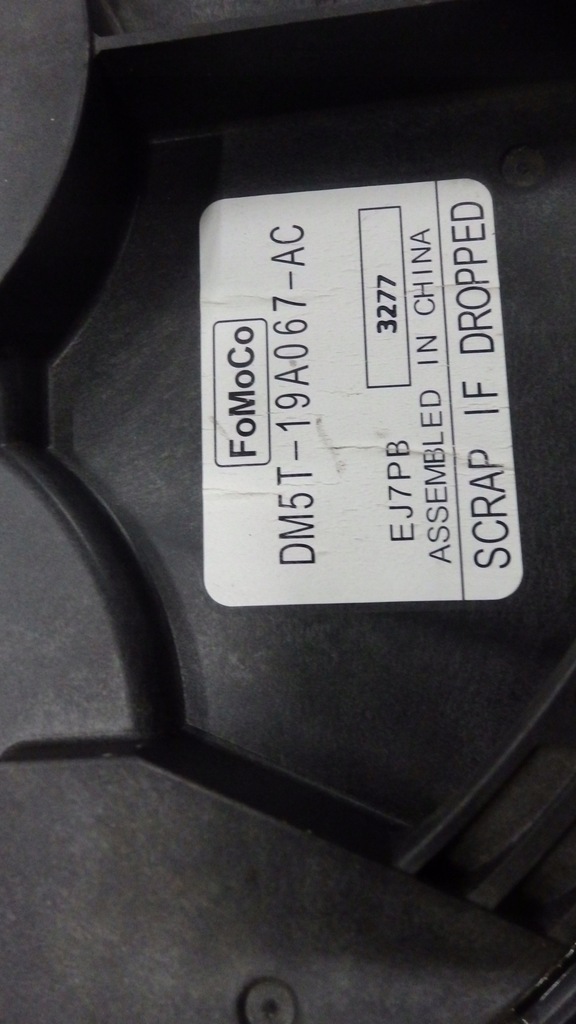 FoMoCo
DM5T-19A067-AC
3277
EJ7PB
ASSEMBLED IN CHINA
SCRAP IF DROPPED